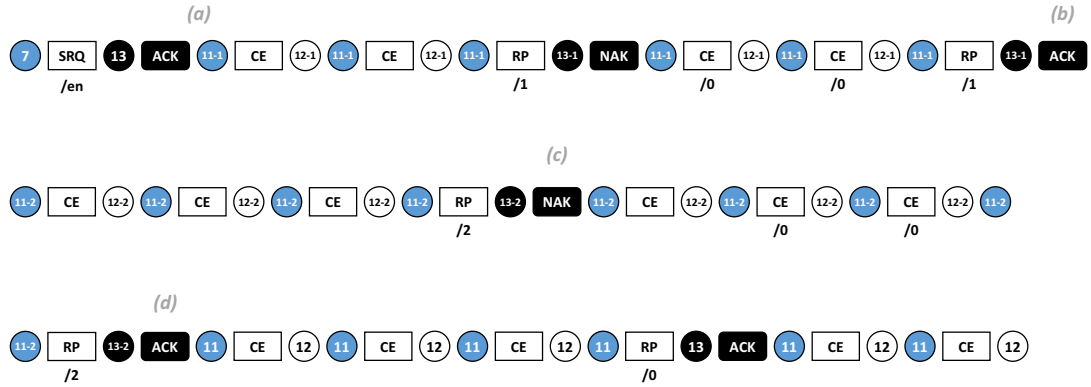 (a) (b)
7 SRQ 13 ACK 11-1 CE 12-1 11-1 CE 12-1 11-1 RP 13-1 NAK 11-1 CE 12-1 11-1 CE 12-1 11-1 RP 13-1 ACK
/en /1 /0 /0 /1
(c)
11-2 CE 12-2 11-2 CE 12-2 11-2 CE 12-2 11-2 RP 13-2 NAK 11-2 CE 12-2 11-2 CE 12-2 11-2 CE 12-2 11-2
/2 /0 /0
(d)
11-2 RP 13-2 ACK 11 CE 12 11 CE 12 11 CE 12 11 RP 13 ACK 11 CE 12 11 CE 12
/2 /0